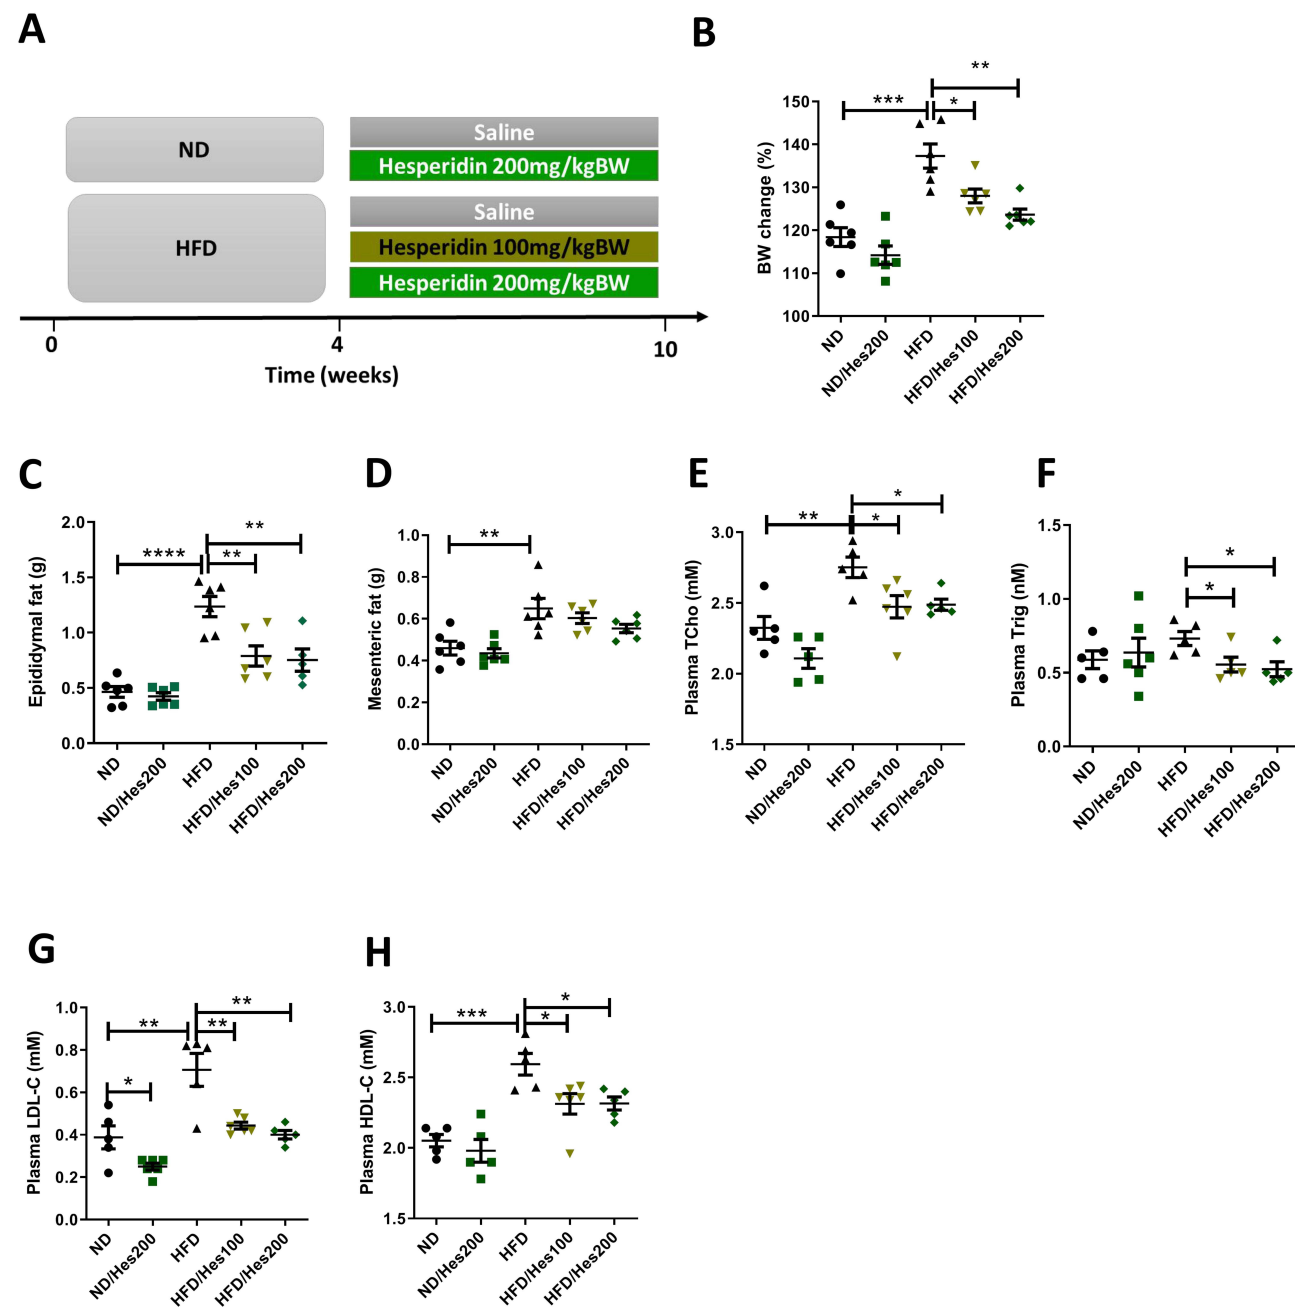 A
ND
Saline
Hesperidin 200mg/kgBW
HFD
Saline
Hesperidin 100mg/kgBW
Hesperidin 200mg/kgBW
0
4
10
Time (weeks)
B
BW change (%)
150
140
130
120
110
100
***
*
**
ND
ND/Hes200
HFD
HFD/Hes100
HFD/Hes200
C
Epididymal fat (g)
2.0
1.5
1.0
0.5
0.0
****
**
**
ND
ND/Hes200
HFD
HFD/Hes100
HFD/Hes200
D
Mesenteric fat (g)
1.0
0.8
0.6
0.4
0.2
0.0
**
ND
ND/Hes200
HFD
HFD/Hes100
HFD/Hes200
E
Plasma TCho (mM)
3.0
2.5
2.0
1.5
**
*
*
ND
ND/Hes200
HFD
HFD/Hes100
HFD/Hes200
F
Plasma Trig (nM)
1.5
1.0
0.5
0.0
*
*
ND
ND/Hes200
HFD
HFD/Hes100
HFD/Hes200
G
Plasma LDL-C (mM)
1.0
0.8
0.6
0.4
0.2
0.0
*
**
**
**
ND
ND/Hes200
HFD
HFD/Hes100
HFD/Hes200
H
Plasma HDL-C (mM)
3.0
2.5
2.0
1.5
***
*
*
ND
ND/Hes200
HFD
HFD/Hes100
HFD/Hes200